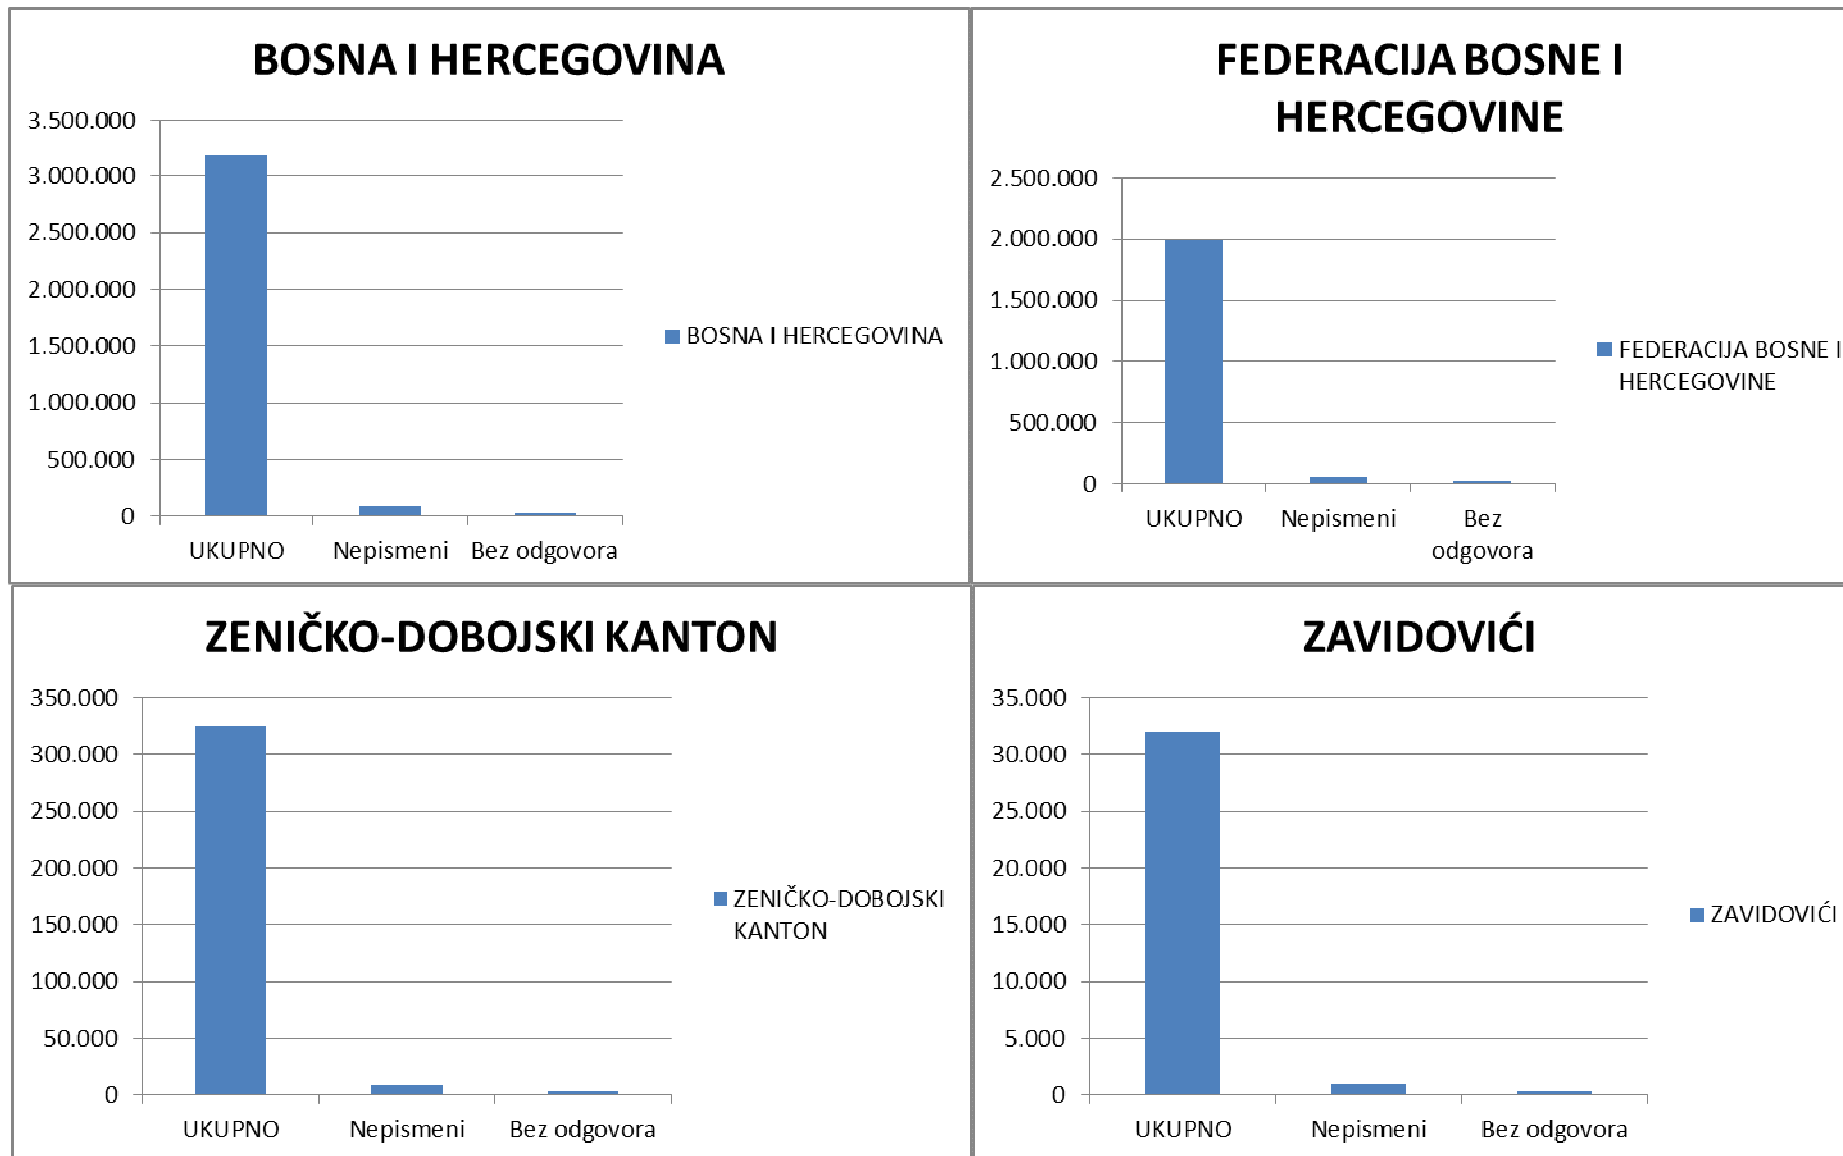 BOSNA I HERCEGOVINA
3.500.000
3.000.000
2.500.000
2.000.000
1.500.000
1.000.000
500.000
0
UKUPNO Nepismeni Bez odgovora
BOSNA I HERCEGOVINA
FEDERACIJA BOSNE I
HERCEGOVINE
2.500.000
2.000.000
1.500.000
1.000.000
500.000
0
UKUPNO Nepismeni Bez
odgovora
FEDERACIJA BOSNE I
HERCEGOVINE
ZENIČKO-DOBOJSKI KANTON
350.000
300.000
250.000
200.000
150.000
100.000
50.000
0
UKUPNO Nepismeni Bez odgovora
ZENIČKO-DOBOJSKI
KANTON
ZAVIDOVIĆI
35.000
30.000
25.000
20.000
15.000
10.000
5.000
0
UKUPNO Nepismeni Bez odgovora
ZAVIDOVIĆI